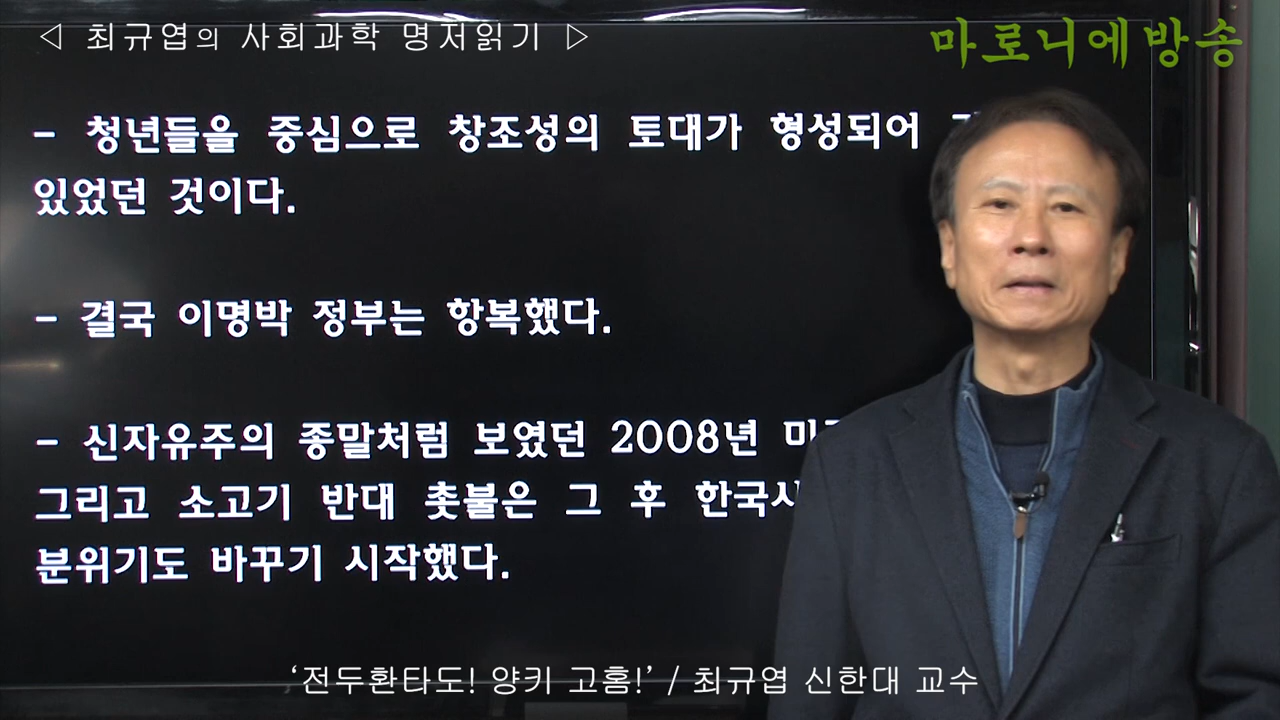 ◁ 최규엽의 사회과학 명저읽기 ▷
마로니에방송
- 청년들을 중심으로 창조성의 토대가 형성되어
있었던 것이다.
- 결국 이명박 정부는 항복했다.
- 신자유주의 종말처럼 보였던 2008년
그리고 소고기 반대 촛불은 그 후
분위기도 바꾸기 시작했다.
‘전두환타도! 양키 고홈!’ / 최규엽 신한대 교수